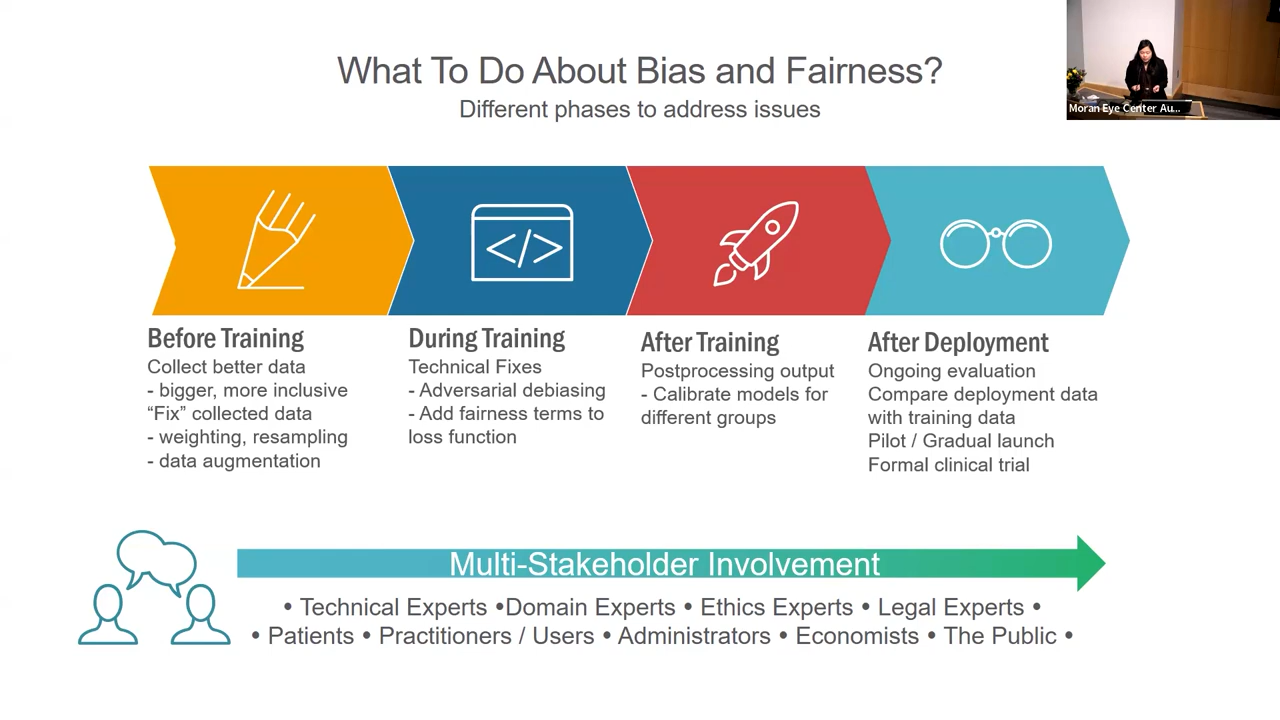 What To Do About Bias and Fairness?
Different phases to address issues
Moran Eye Center Au...
</>
Before Training
Collect better data
- bigger, more inclusive
“Fix” collected data
- weighting, resampling
- data augmentation
During Training
Technical Fixes
- Adversarial debiasing
- Add fairness terms to
loss function
After Training
Postprocessing output
- Calibrate models for
different groups
After Deployment
Ongoing evaluation
Compare deployment data
with training data
Pilot / Gradual launch
Formal clinical trial
Multi-Stakeholder Involvement
• Technical Experts •Domain Experts • Ethics Experts • Legal Experts •
• Patients • Practitioners / Users • Administrators • Economists • The Public •